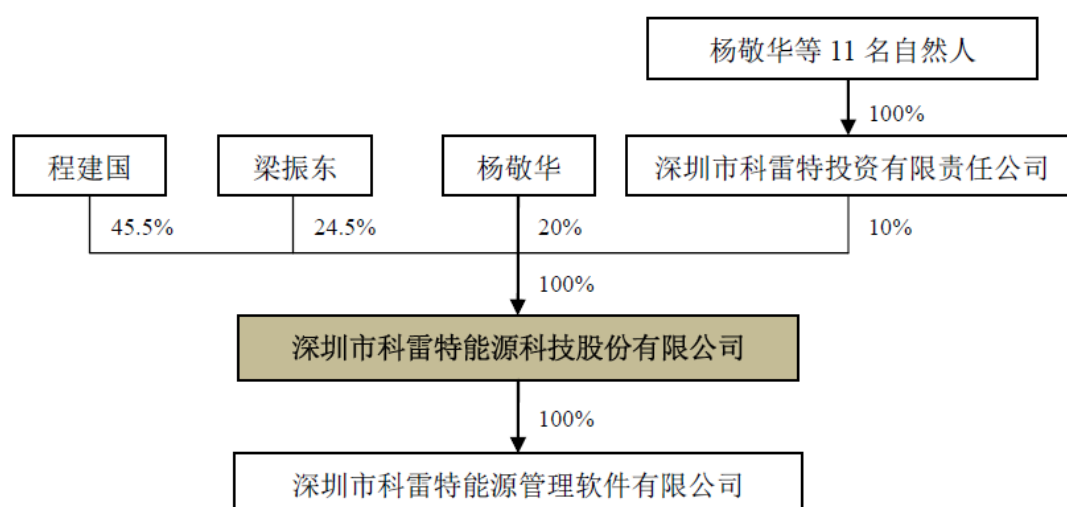 杨敬华等 11 名自然人
100%
程建国
梁振东
杨敬华
深圳市科雷特投资有限责任公司
45.5%
24.5%
20%
10%
100%
深圳市科雷特能源科技股份有限公司
100%
深圳市科雷特能源管理软件有限公司